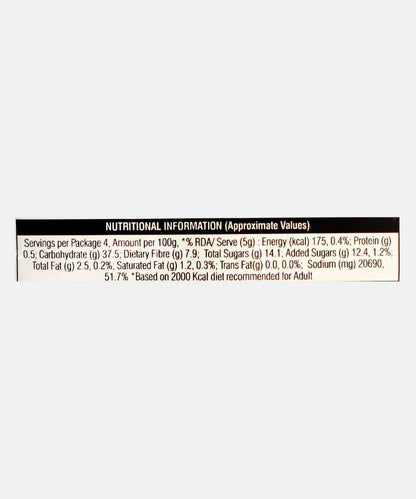 NUTRITIONAL INFORMATION (Approximate Values)
Servings per Package 4, Amount per 100g, *% RDA/ Serve (5g) : Energy (kcal) 175, 0.4%; Protein (g)
0.5; Carbohydrate (g) 37.5; Dietary Fibre (g) 7.9; Total Sugars (g) 14.1, Added Sugars (g) 12.4, 1.2%;
Total Fat (g) 2.5, 0.2%; Saturated Fat (g) 1.2, 0.3%; Trans Fat(g) 0.0, 0.0%; Sodium (mg) 20690,
51.7% *Based on 2000 Kcal diet recommended for Adult